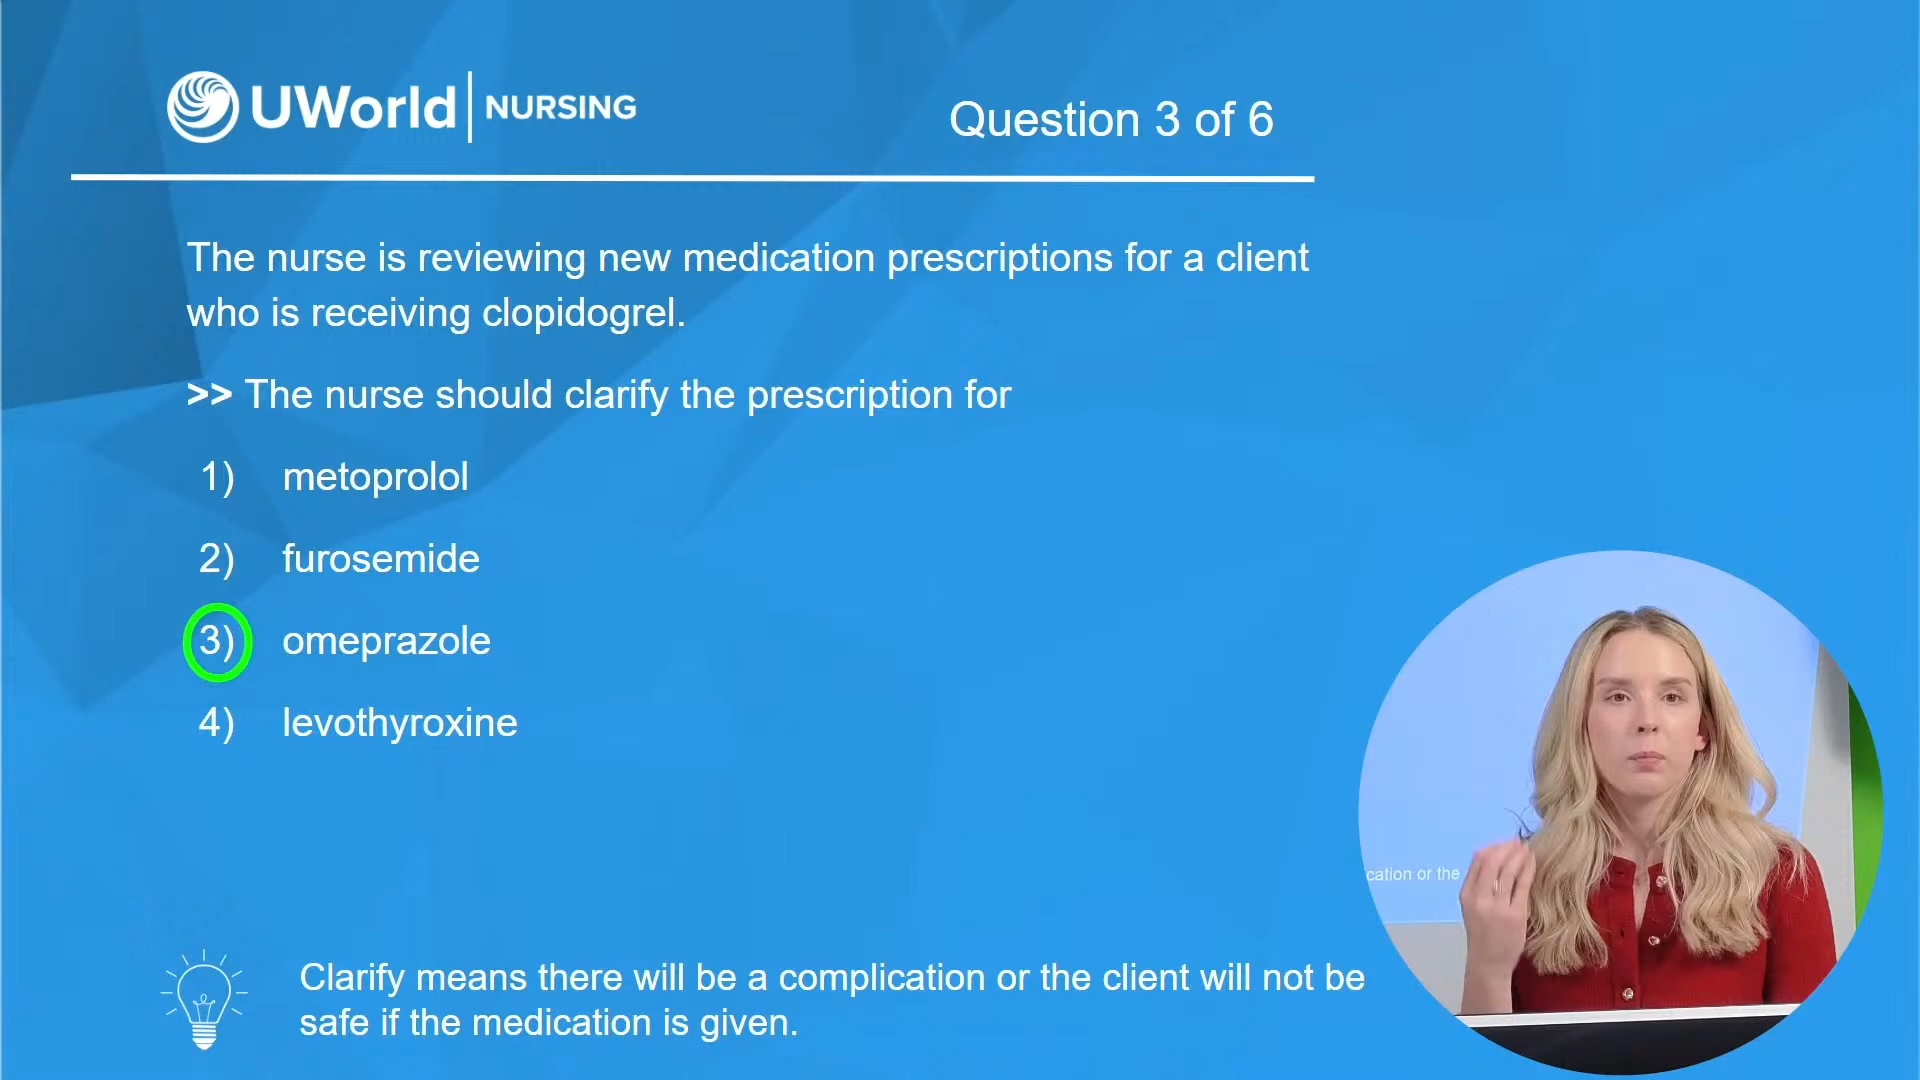 UWorld NURSING
Question 3 of 6
The nurse is reviewing new medication prescriptions for a client
who is receiving clopidogrel.
>> The nurse should clarify the prescription for
1) metoprolol
2) furosemide
3) omeprazole
4) levothyroxine
cation or the
Clarify means there will be a complication or the client will not be
safe if the medication is given.